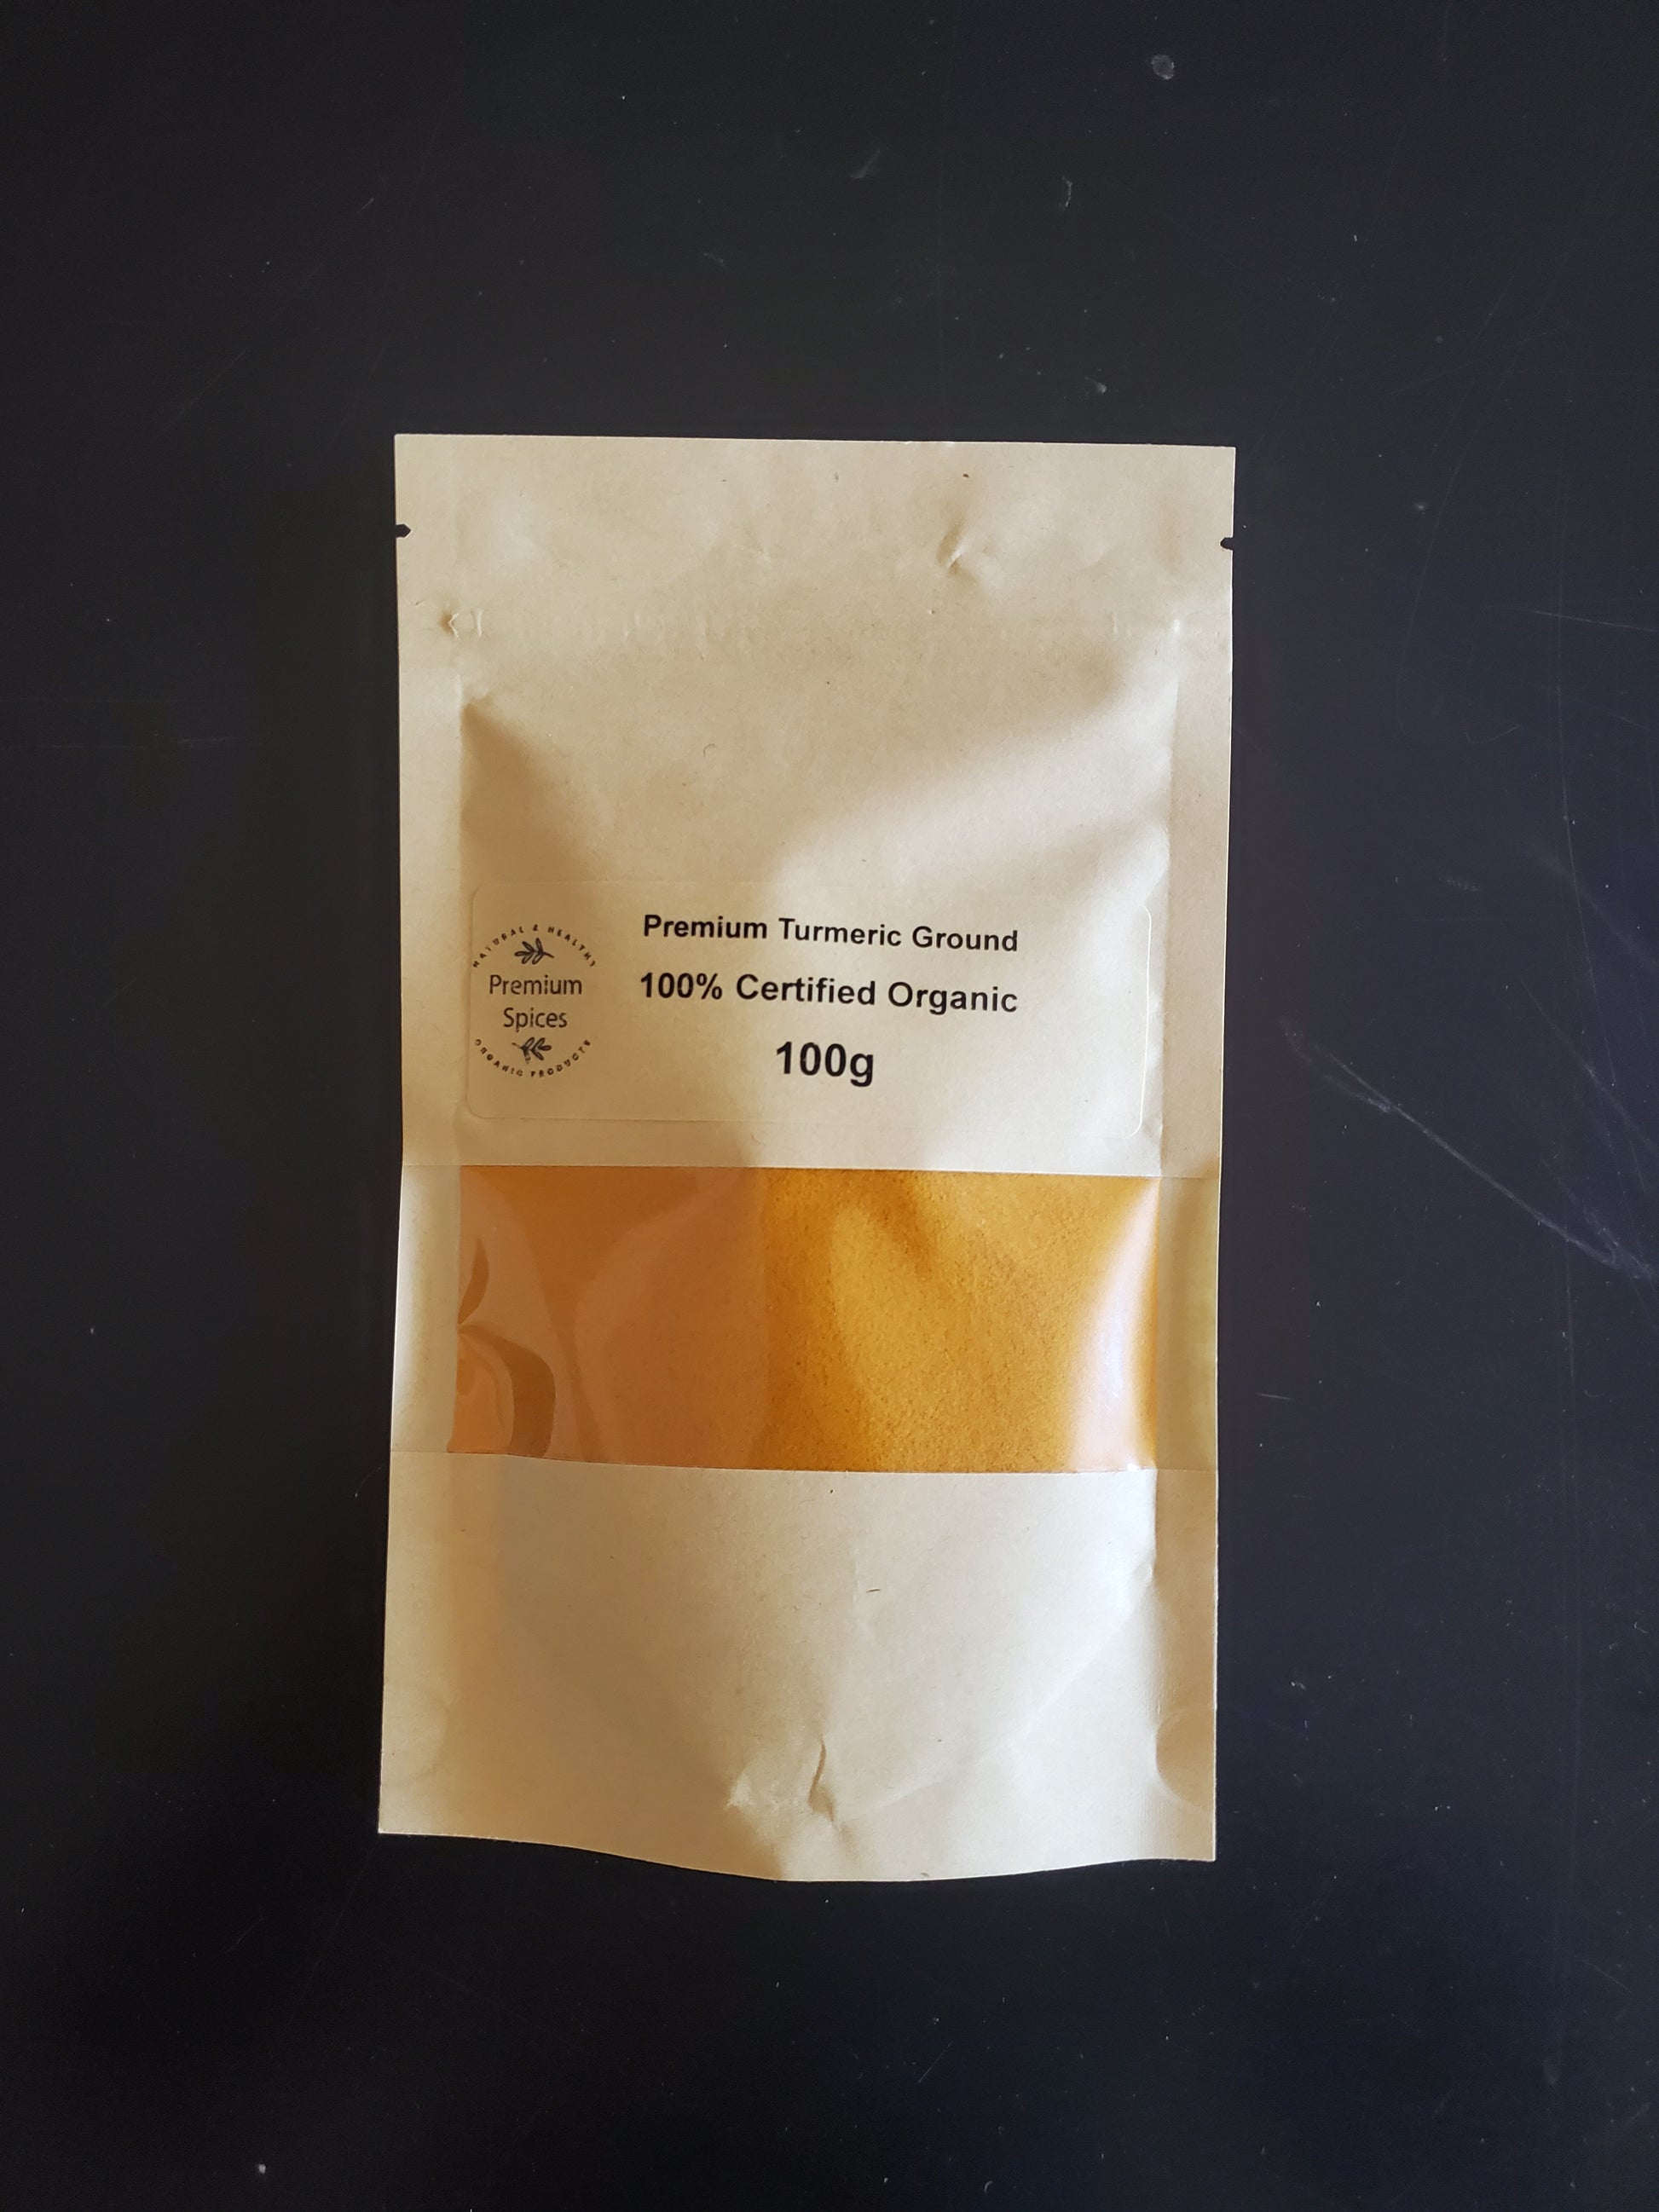 NATURAL & HEALTHY
Premium
Spices
ORGANIC PRODUCTS
Premium Turmeric Ground
100% Certified Organic
100g